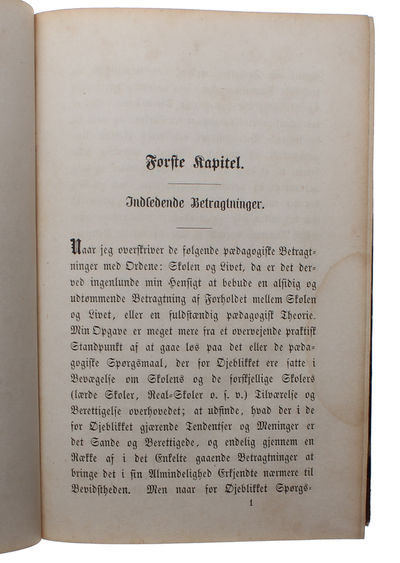 Første Kapitel.
Indledende Betragtninger.
Naar jeg overskriver de følgende pædagogiske Betragt-
ninger med Ordene: Skolen og Livet, da er det der-
ved ingenlunde min Hensigt at bebude en alsidig og
udtømmende Betragtning af Forholdet mellem Skolen
og Livet, eller en fuldstændig pædagogisk Theorie.
Min Opgave er meget mere fra et overveiende praktisk
Standpunkt af at gaae løs paa det eller de pæda-
gogiske Spørgsmaal, der for Øjeblikket ere satte i
Bevægelse om Skolens og de forskjellige Skolers
(lærde Skoler, Real-Skoler o. s. v.) Tilværelse og
Berettigelse overhovedet; at udfinde, hvad der i de
for Øjeblikket gjærende Tendentser og Meninger er
det Sande og Berettigede, og endelig gjennem en
Række af i det Enkelte gaaende Betragtninger at
bringe det i sin Almindelighed Erkjendte nærmere til
Bevidstheden. Men naar for Øjeblikket Spørgs-
1